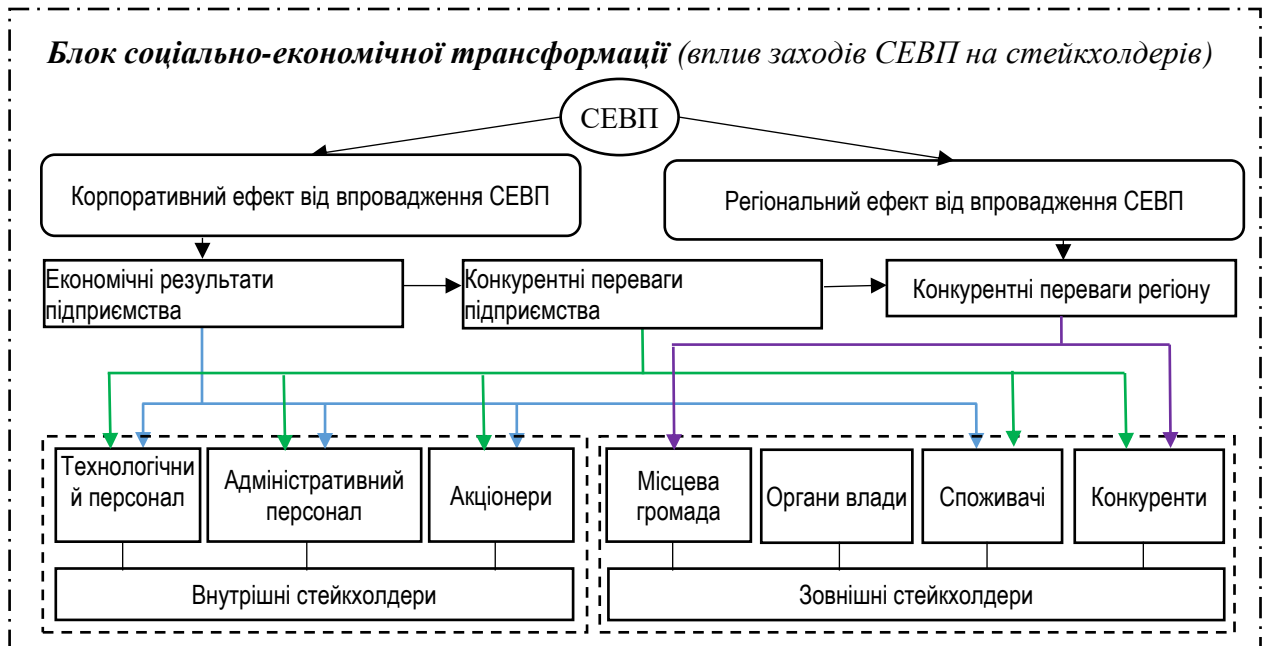 Блок соціально-економічної трансформації (вплив заходів СЕВП на стейкхолдерів)
СЕВП
Корпоративний ефект від впровадження СЕВП
Регіональний ефект від впровадження СЕВП
Економічні результати
підприємства
Конкурентні переваги
підприємства
Конкурентні переваги регіону
Технологічни
й персонал
Адміністративний
персонал
Акціонери
Місцева
громада
Органи влади
Споживачі
Конкуренти
Внутрішні стейкхолдери
Зовнішні стейкхолдери